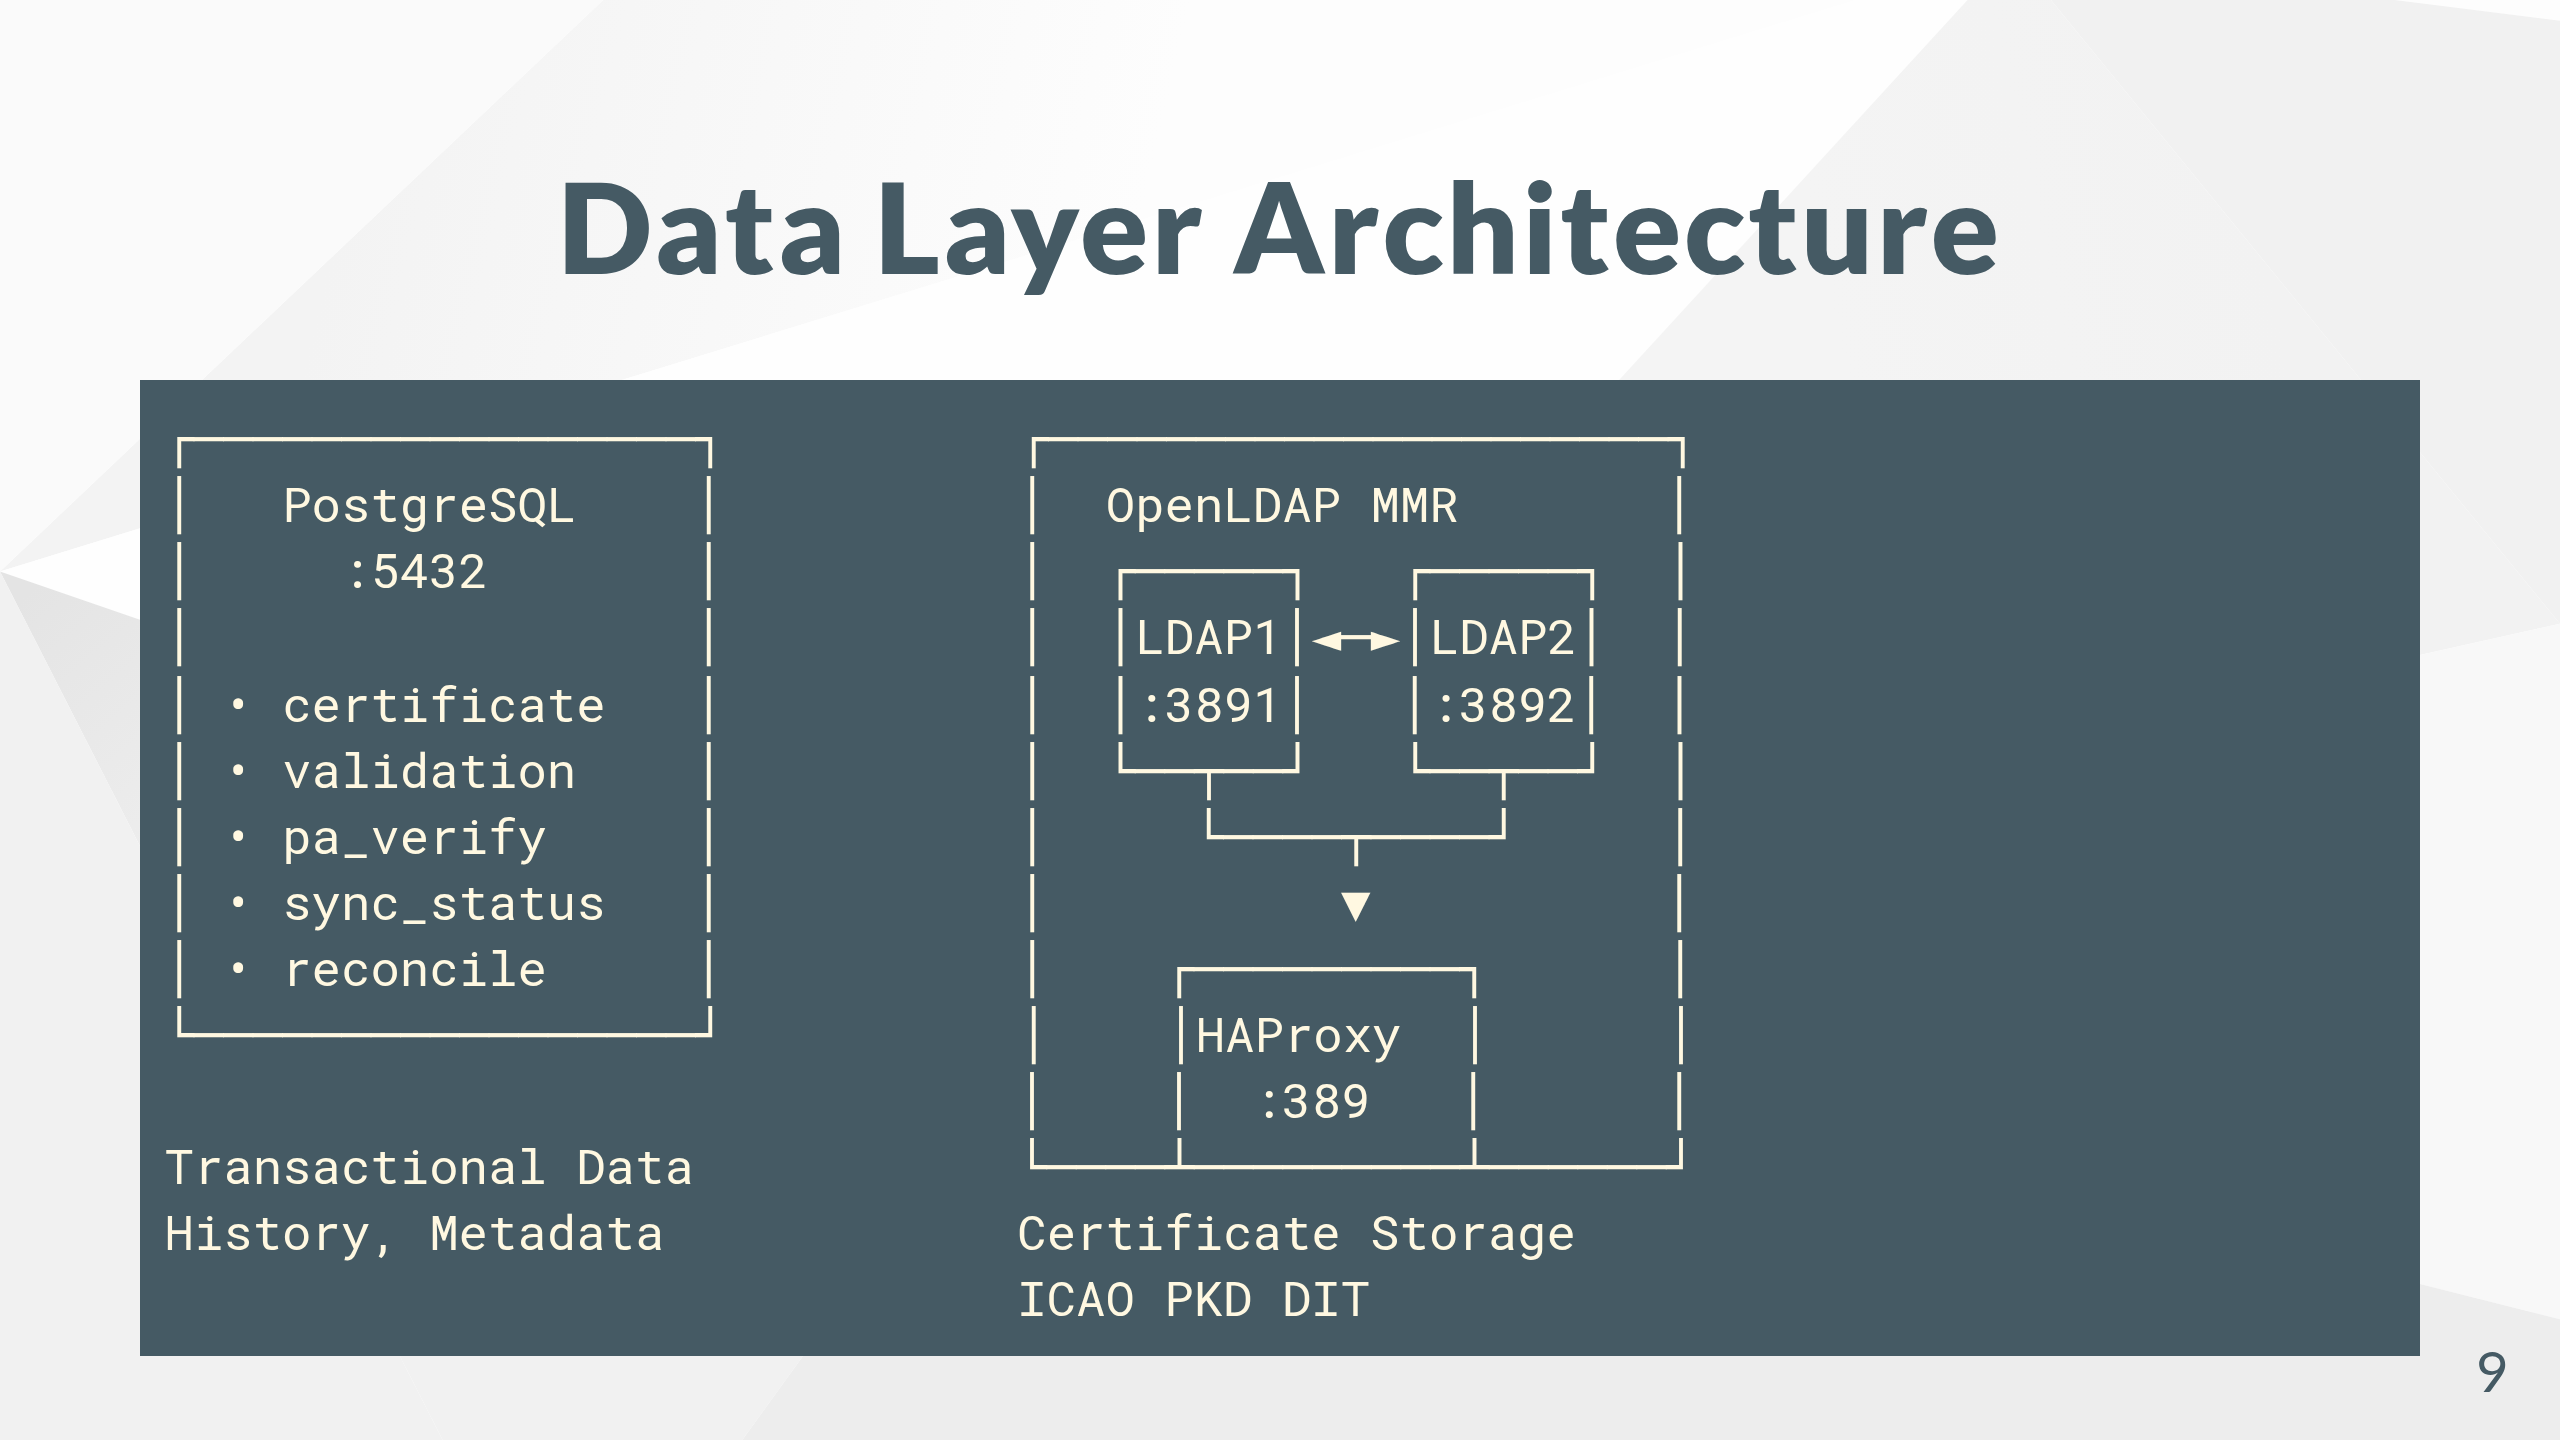 Data Layer Architecture
PostgreSQL
:5432
• certificate
• validation
• pa_verify
• sync_status
• reconcile
Transactional Data
History, Metadata
OpenLDAP MMR
LDAP1
:3891
LDAP2
:3892
HAProxy
:389
Certificate Storage
ICAO PKD DIT
9